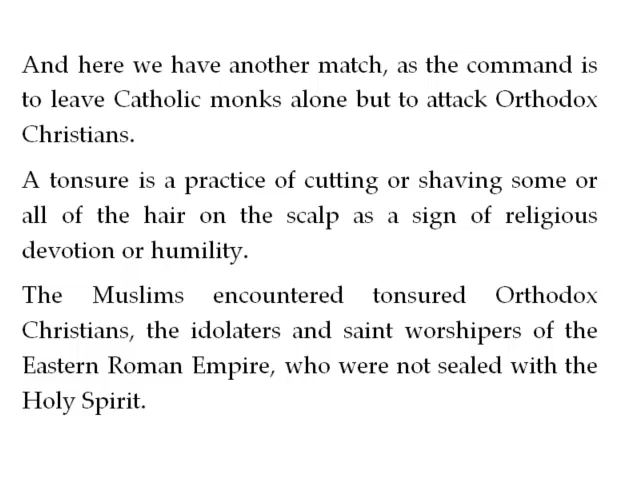 And here we have another match, as the command is
to leave Catholic monks alone but to attack Orthodox
Christians.
A tonsure is a practice of cutting or shaving some or
all of the hair on the scalp as a sign of religious
devotion or humility.
The Muslims encountered tonsured Orthodox
Christians, the idolaters and saint worshipers of the
Eastern Roman Empire, who were not sealed with the
Holy Spirit.